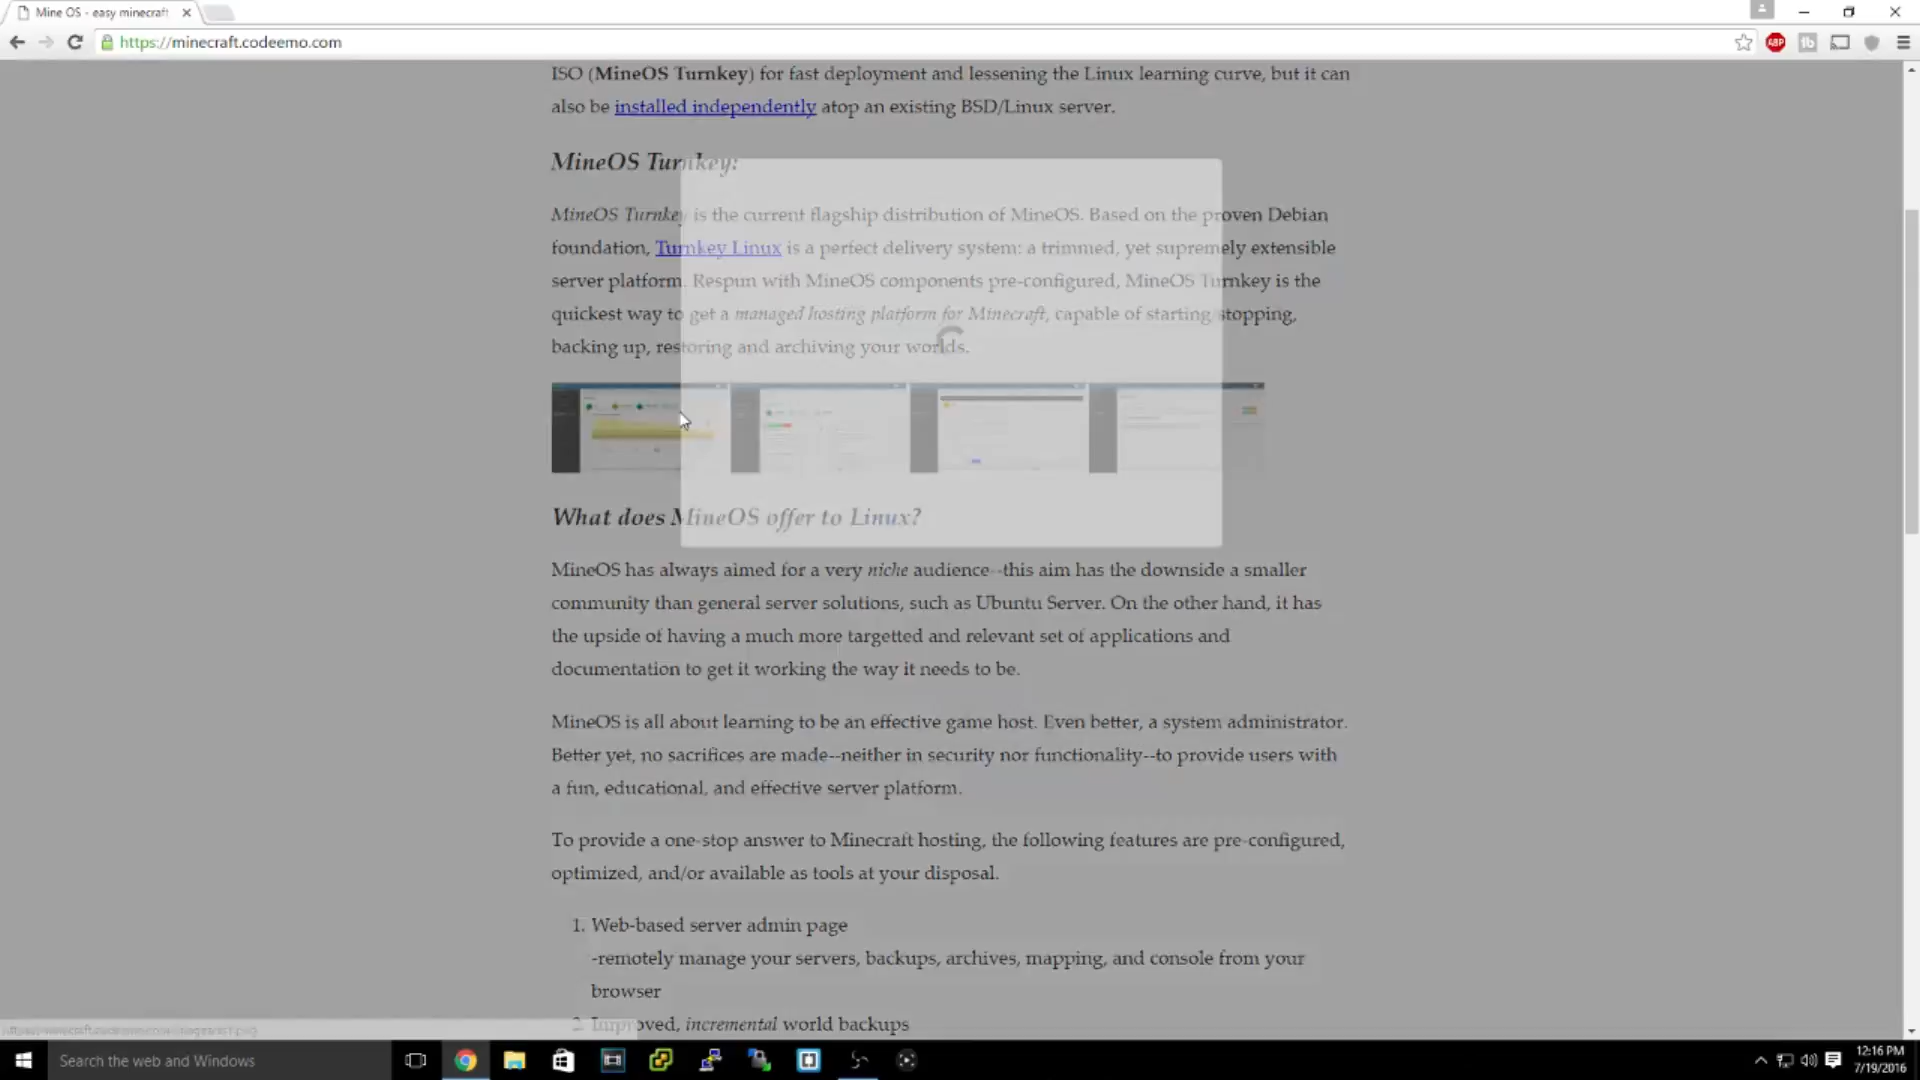 Mine OS - easy minecraft
https://minecraft.codeemo.com
ABP
ISO (MineOS Turnkey) for fast deployment and lessening the Linux learning curve, but it can
also be installed independently atop an existing BSD/Linux server.
MineOS Turnkey:
MineOS Turnkey is the current flagship distribution of MineOS. Based on the proven Debian
foundation, Turnkey Linux is a perfect delivery system: a trimmed, yet supremely extensible
server platform. Respun with MineOS components pre-configured, MineOS Turnkey is the
quickest way to get a managed hosting platform for Minecraft, capable of starting, stopping,
backing up, restoring and archiving your worlds.
What does MineOS offer to Linux?
MineOS has always aimed for a very niche audience--this aim has the downside a smaller
community than general server solutions, such as Ubuntu Server. On the other hand, it has
the upside of having a much more targetted and relevant set of applications and
documentation to get it working the way it needs to be.
MineOS is all about learning to be an effective game host. Even better, a system administrator.
Better yet, no sacrifices are made--neither in security nor functionality--to provide users with
a fun, educational, and effective server platform.
To provide a one-stop answer to Minecraft hosting, the following features are pre-configured,
optimized, and/or available as tools at your disposal.
1. Web-based server admin page
-remotely manage your servers, backups, archives, mapping, and console from your
browser
2. Improved, incremental world backups
Search the web and Windows
12:16 PM
7/19/2016